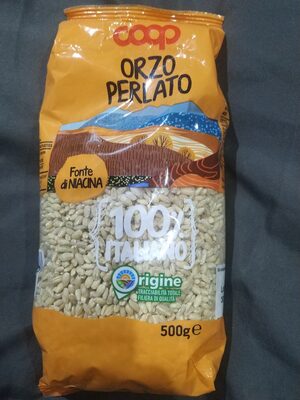 coop
ORZO
PERLATO
Fonte
di NIACINA
100%
ITALIANO
Origine
TRACCIABILITÀ TOTALE
FILIERA DI QUALITÀ
500g e